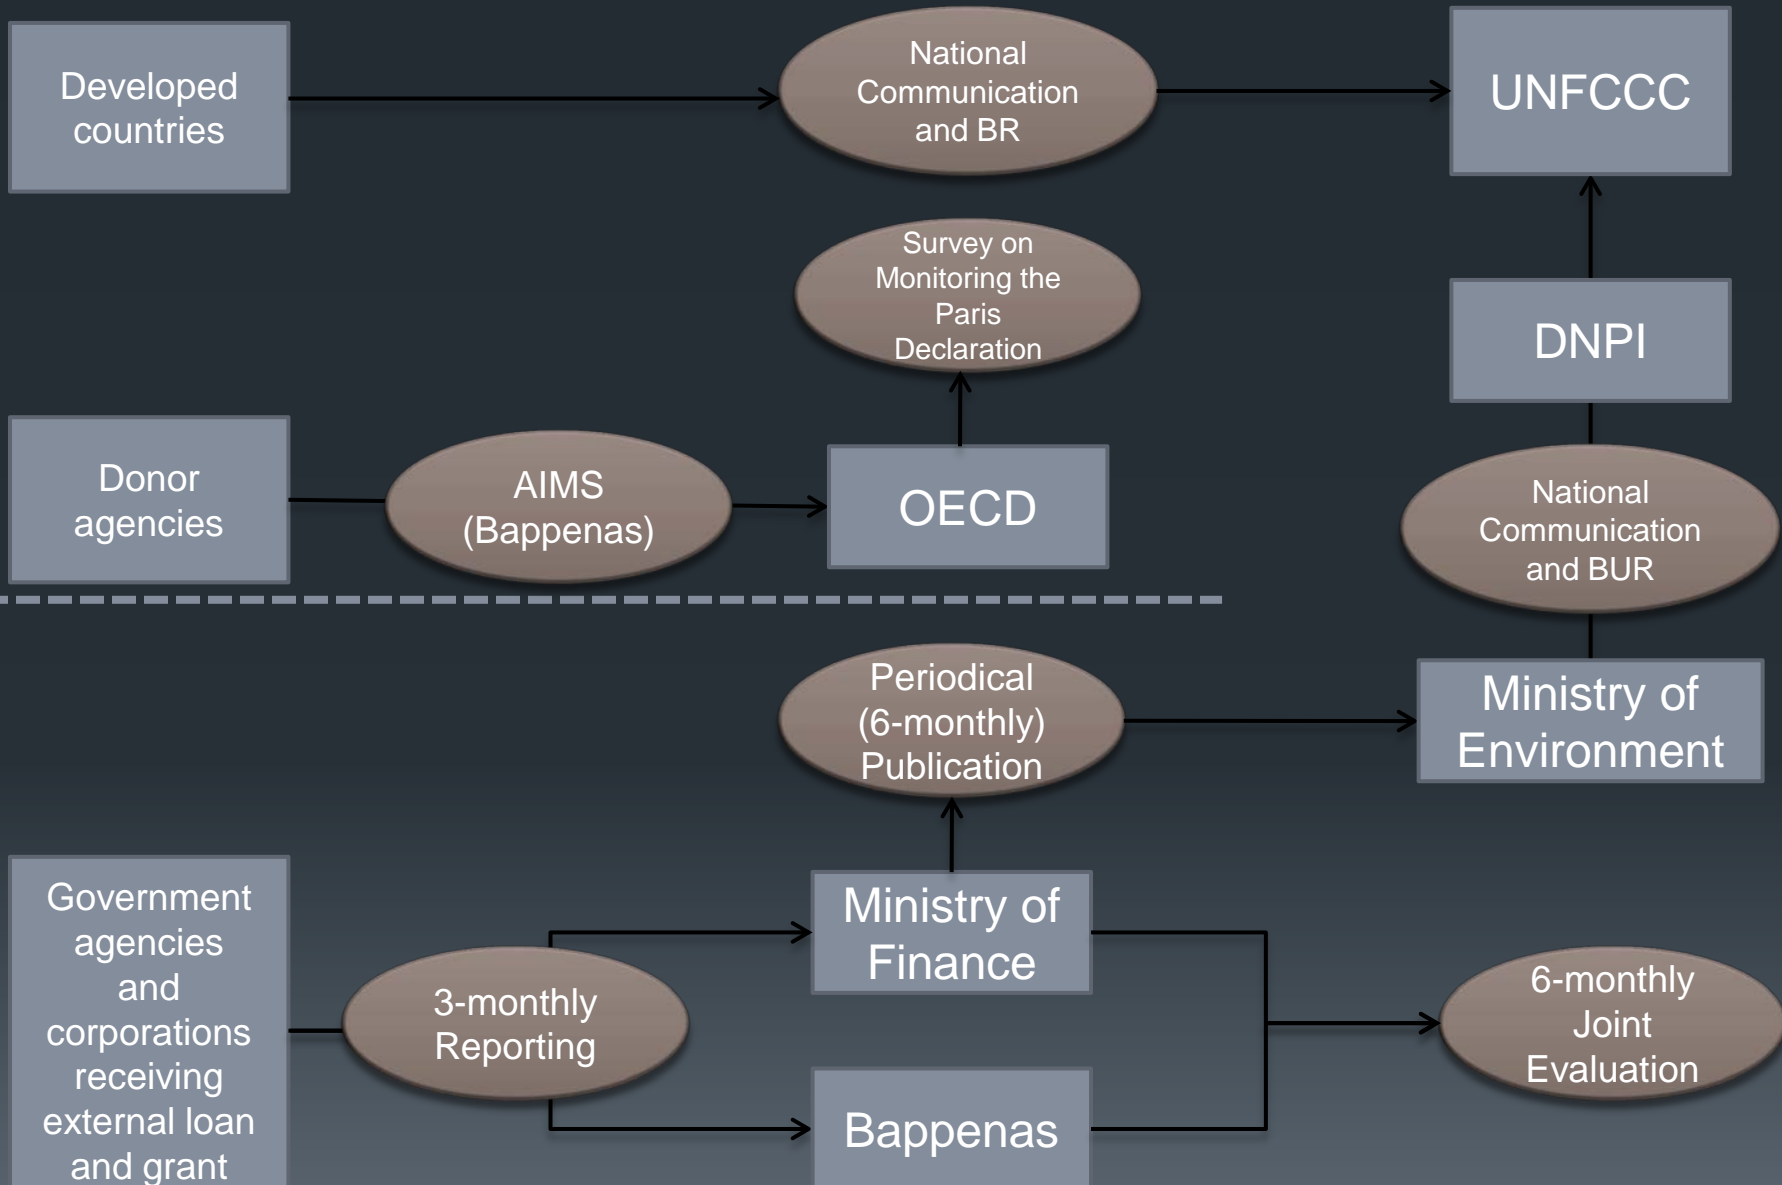 Developed
countries
National
Communication
and BR
UNFCCC
Survey on
Monitoring the
Paris
Declaration
DNPI
Donor
agencies
AIMS
(Bappenas)
OECD
National
Communication
and BUR
Periodical
(6-monthly)
Publication
Ministry of
Environment
Government
agencies
and
corporations
receiving
external loan
and grant
3-monthly
Reporting
Ministry of
Finance
Bappenas
6-monthly
Joint
Evaluation